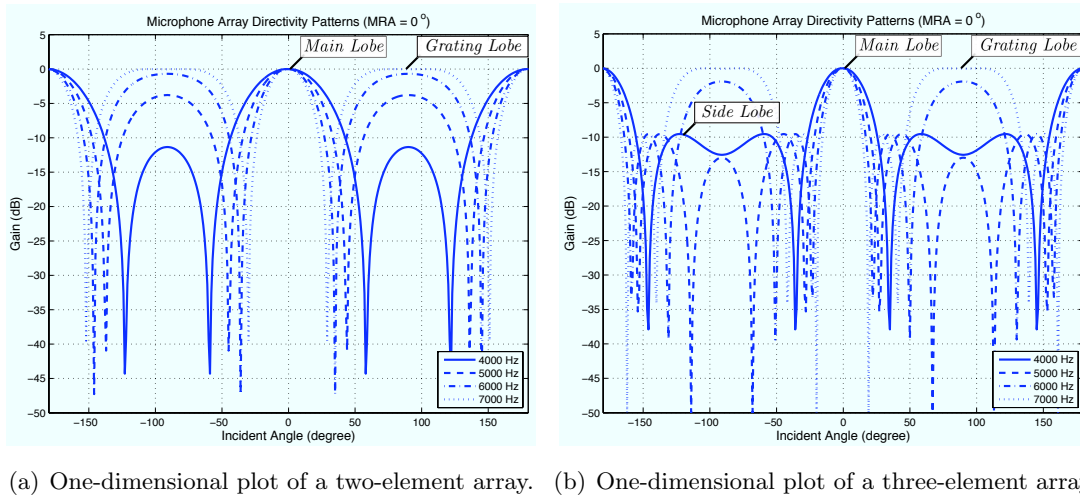 Microphone Array Directivity Patterns (MRA = 0 °)
Main Lobe
Grating Lobe
5
0
−5
−10
−15
−20
−25
−30
−35
−40
−45
−50
Gain (dB)
4000 Hz
5000 Hz
6000 Hz
7000 Hz
−150 −100 −50 0 50 100 150
Incident Angle (degree)
(a) One-dimensional plot of a two-element array.
Microphone Array Directivity Patterns (MRA = 0 °)
Main Lobe
Grating Lobe
Side Lobe
5
0
−5
−10
−15
−20
−25
−30
−35
−40
−45
−50
Gain (dB)
4000 Hz
5000 Hz
6000 Hz
7000 Hz
−150 −100 −50 0 50 100 150
Incident Angle (degree)
(b) One-dimensional plot of a three-element array